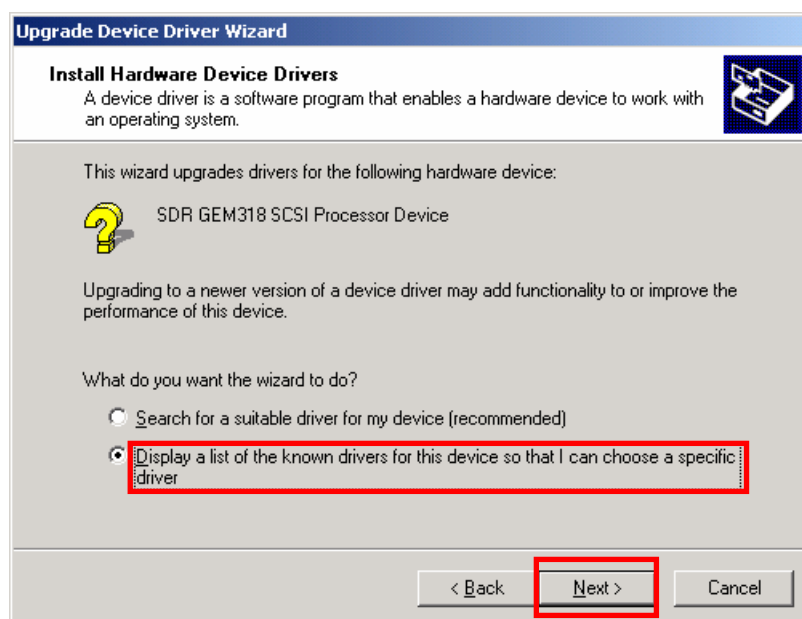 Upgrade Device Driver Wizard
Install Hardware Device Drivers
A device driver is a software program that enables a hardware device to work with
an operating system.
This wizard upgrades drivers for the following hardware device:
SDR GEM318 SCSI Processor Device
Upgrading to a newer version of a device driver may add functionality to or improve the
performance of this device.
What do you want the wizard to do?
Search for a suitable driver for my device (recommended)
Display a list of the known drivers for this device so that I can choose a specific
driver
< Back Next > Cancel